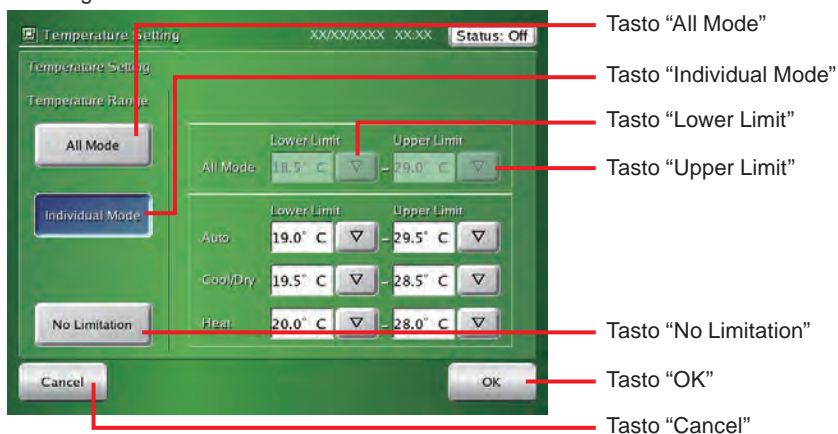 Temperature Setting XX/XX/XXXX XX:XX Status: Off
Tasto “All Mode”
Temperature Setting
Tasto “Individual Mode”
Temperature Range
Tasto “Lower Limit”
All Mode
Lower Limit Upper Limit
All Mode 18.5° C ▽ – 29.0° C ▽
Tasto “Upper Limit”
Individual Mode
Lower Limit Upper Limit
Auto 19.0° C ▽ – 29.5° C ▽
Cool/Dry 19.5° C ▽ – 28.5° C ▽
No Limitation
Heat 20.0° C ▽ – 28.0° C ▽
Tasto “No Limitation”
Cancel OK
Tasto “OK”
Tasto “Cancel”